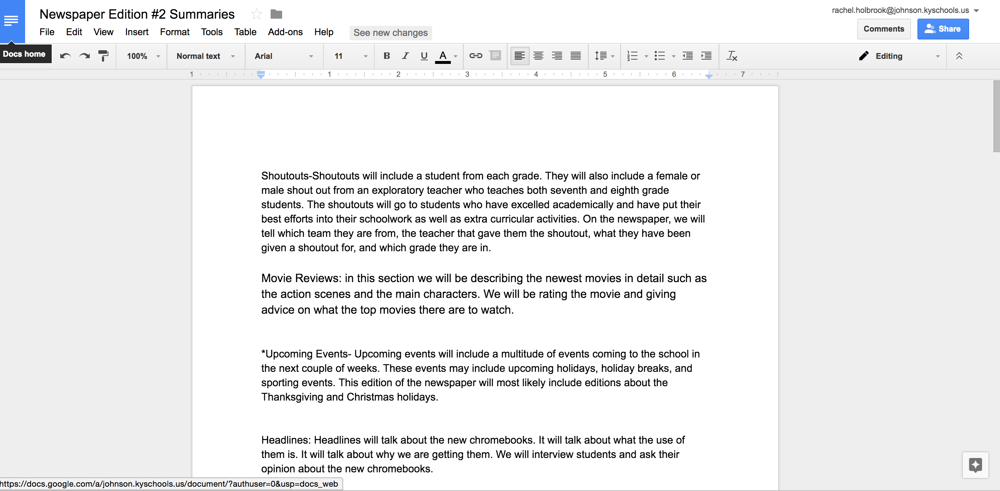 Newspaper Edition #2 Summaries
rachel.holbrook@johnson.kyschools.us
File Edit View Insert Format Tools Table Add-ons Help See new changes
Comments Share
Docs home
100% Normal text Arial 11 B I U A Editing
1 1 2 3 4 5 6 7
Shoutouts-Shoutouts will include a student from each grade. They will also include a female or
male shout out from an exploratory teacher who teaches both seventh and eighth grade
students. The shoutouts will go to students who have excelled academically and have put their
best efforts into their schoolwork as well as extra curricular activities. On the newspaper, we will
tell which team they are from, the teacher that gave them the shoutout, what they have been
given a shoutout for, and which grade they are in.
Movie Reviews: in this section we will be describing the newest movies in detail such as
the action scenes and the main characters. We will be rating the movie and giving
advice on what the top movies there are to watch.
*Upcoming Events- Upcoming events will include a multitude of events coming to the school in
the next couple of weeks. These events may include upcoming holidays, holiday breaks, and
sporting events. This edition of the newspaper will most likely include editions about the
Thanksgiving and Christmas holidays.
Headlines: Headlines will talk about the new chromebooks. It will talk about what the use of
them is. It will talk about why we are getting them. We will interview students and ask their
opinion about the new chromebooks.
https://docs.google.com/a/johnson.kyschools.us/document/?authuser=0&usp=docs_web